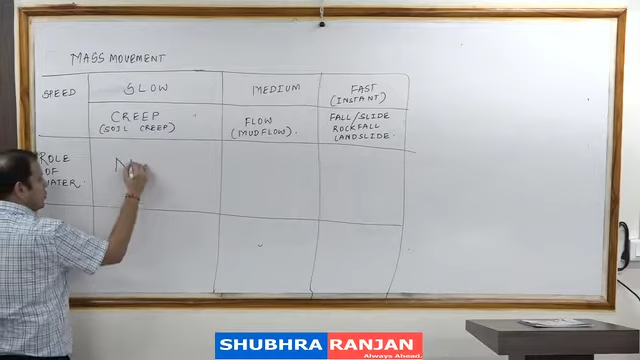 MASS MOVEMENT
SPEED
SLOW
MEDIUM
FAST
(INSTANT)
CREEP
(SOIL CREEP)
FLOW
(MUDFLOW).
FALL/SLIDE
ROCKFALL
LANDSLIDE.
ROLE
OF
WATER.
SHUBHRA RANJAN
Always Ahead.